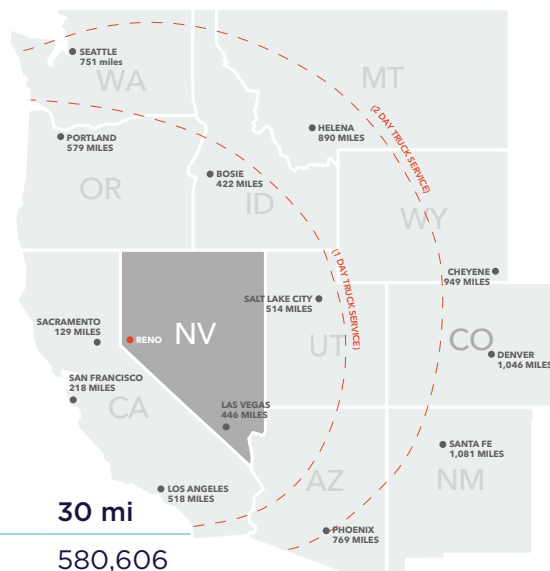 SEATTLE
751 miles
WA
MT
(2 DAY TRUCK SERVICE)
HELENA
890 MILES
PORTLAND
579 MILES
OR
BOSIE
422 MILES
ID
WY
(1 DAY TRUCK SERVICE)
CHEYENE
949 MILES
SALT LAKE CITY
514 MILES
SACRAMENTO
129 MILES
RENO
NV
UT
CO
DENVER
1,046 MILES
SAN FRANCISCO
218 MILES
CA
LAS VEGAS
446 MILES
SANTA FE
1,081 MILES
AZ
NM
LOS ANGELES
518 MILES
PHOENIX
769 MILES
30 mi
580,606